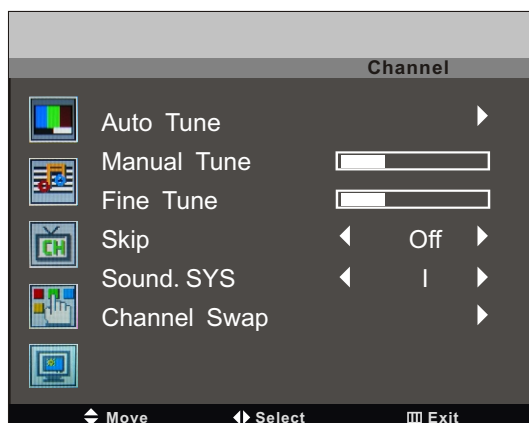 Channel
Auto Tune
Manual Tune
Fine Tune
Skip Off
Sound. SYS I
Channel Swap
CH
Move Select Exit